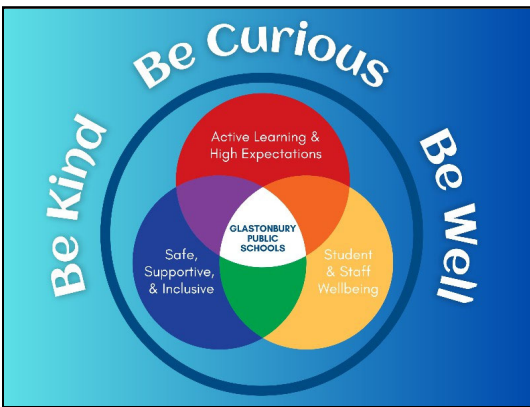 Be Kind
Be Curious
Be Well
Active Learning &
High Expectations
GLASTONBURY
PUBLIC
SCHOOLS
Safe,
Supportive,
& Inclusive
Student
& Staff
Wellbeing